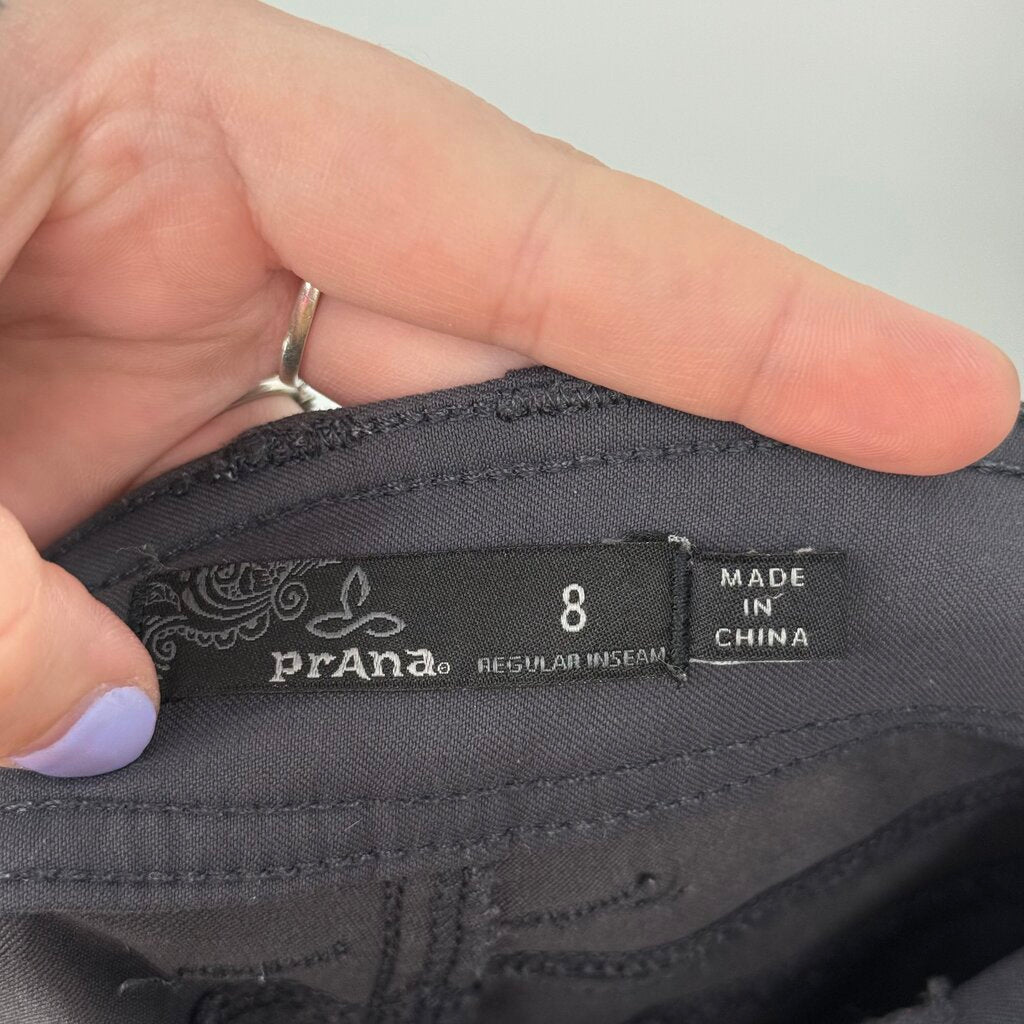 prAna®
8
REGULAR INSEAM
MADE
IN
CHINA